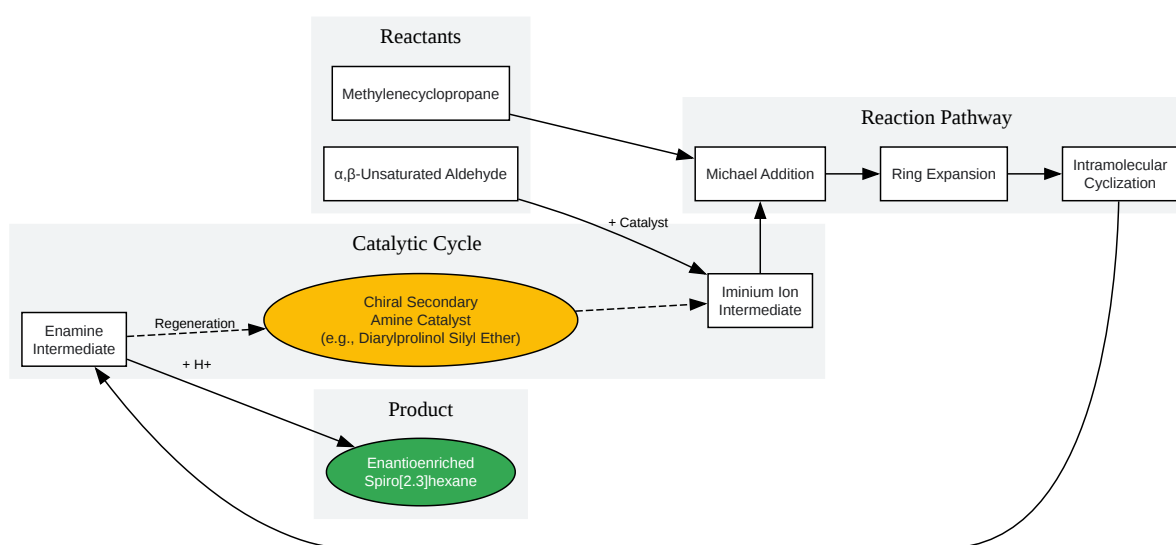 Reactants
Methylenecyclopropane
α,β-Unsaturated Aldehyde
Reaction Pathway
Michael Addition
Ring Expansion
Intramolecular
Cyclization
+ Catalyst
Catalytic Cycle
Chiral Secondary
Amine Catalyst
(e.g., Diarylprolinol Silyl Ether)
Iminium Ion
Intermediate
Enamine
Intermediate
Regeneration
+ H+
Product
Enantioenriched
Spiro[2.3]hexane